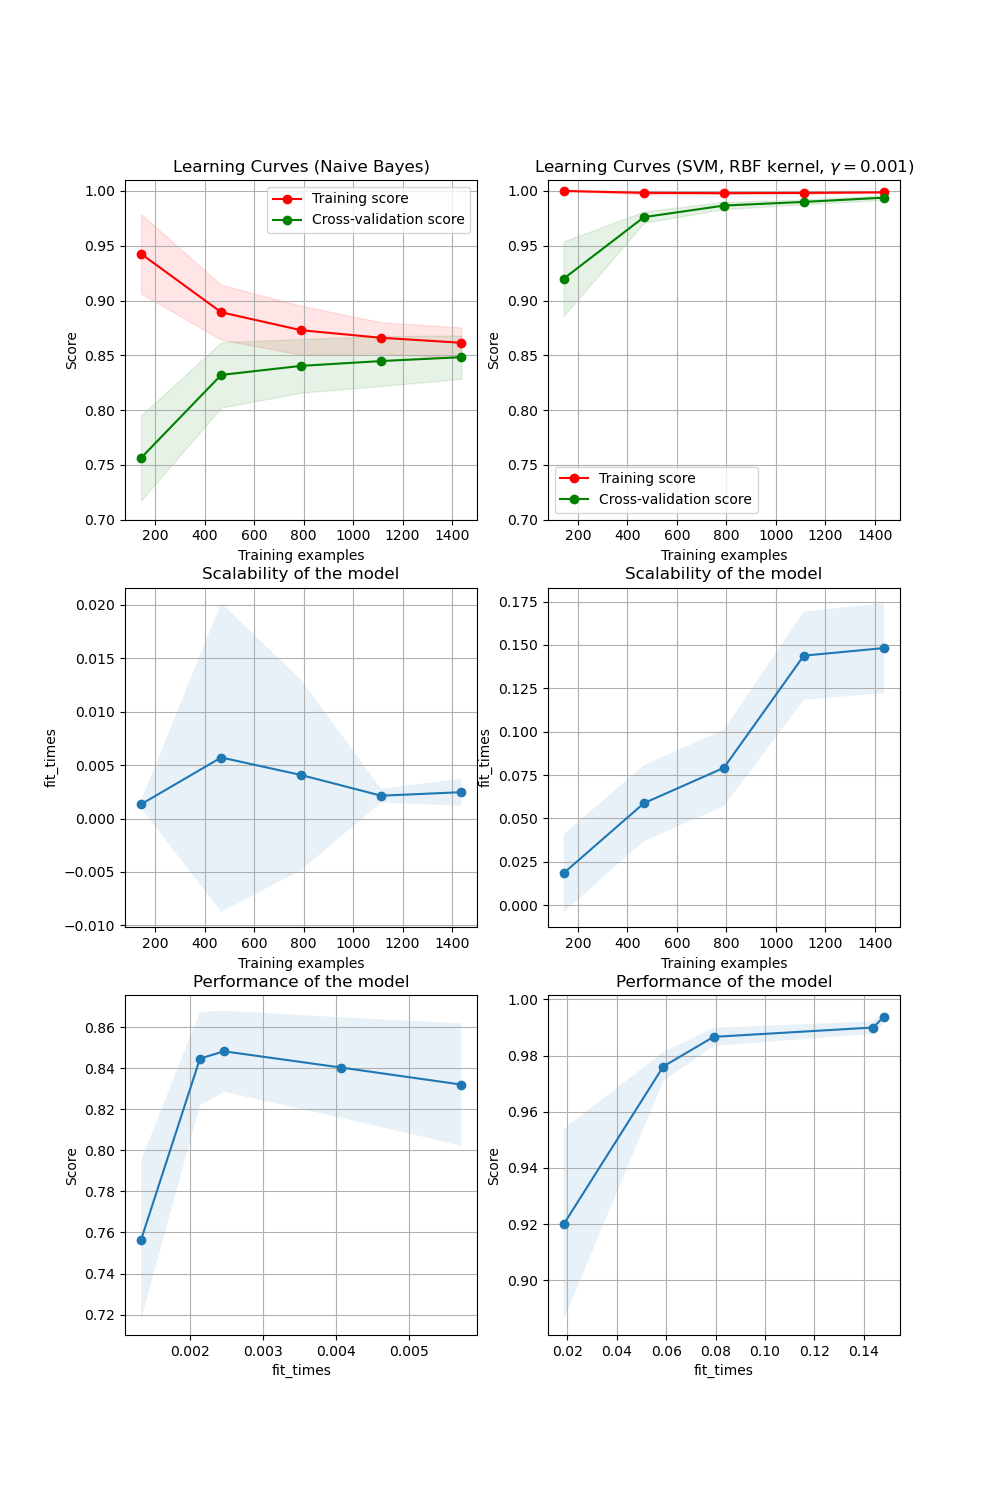 Learning Curves (Naive Bayes)
Score
1.00
0.95
0.90
0.85
0.80
0.75
0.70
Training score
Cross-validation score
200 400 600 800 1000 1200 1400
Training examples
Learning Curves (SVM, RBF kernel, γ = 0.001)
Score
1.00
0.95
0.90
0.85
0.80
0.75
0.70
Training score
Cross-validation score
200 400 600 800 1000 1200 1400
Training examples
Scalability of the model
fit_times
0.020
0.015
0.010
0.005
0.000
−0.005
−0.010
200 400 600 800 1000 1200 1400
Training examples
Scalability of the model
fit_times
0.175
0.150
0.125
0.100
0.075
0.050
0.025
0.000
200 400 600 800 1000 1200 1400
Training examples
Performance of the model
Score
0.86
0.84
0.82
0.80
0.78
0.76
0.74
0.72
0.002 0.003 0.004 0.005
fit_times
Performance of the model
Score
1.00
0.98
0.96
0.94
0.92
0.90
0.02 0.04 0.06 0.08 0.10 0.12 0.14
fit_times